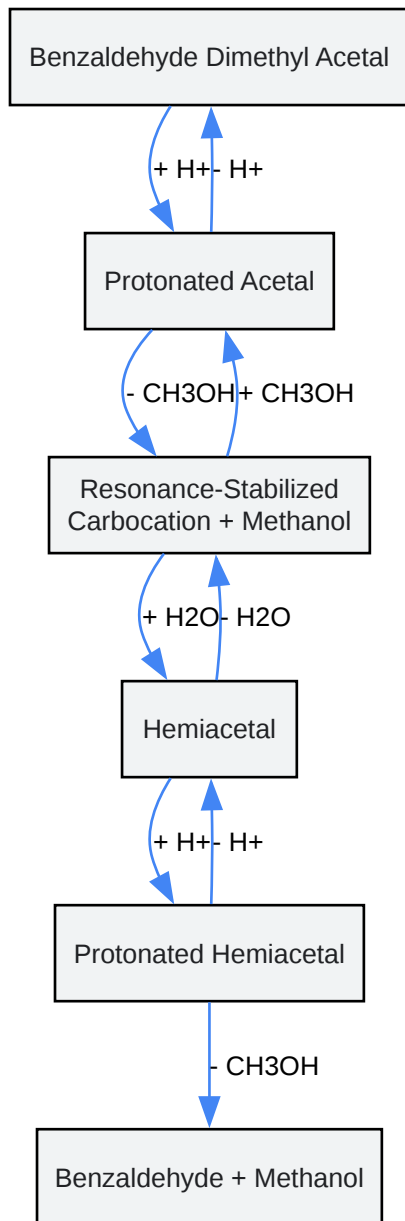 Benzaldehyde Dimethyl Acetal
+ H+ - H+
Protonated Acetal
- CH3OH + CH3OH
Resonance-Stabilized
Carbocation + Methanol
+ H2O - H2O
Hemiacetal
+ H+ - H+
Protonated Hemiacetal
- CH3OH
Benzaldehyde + Methanol